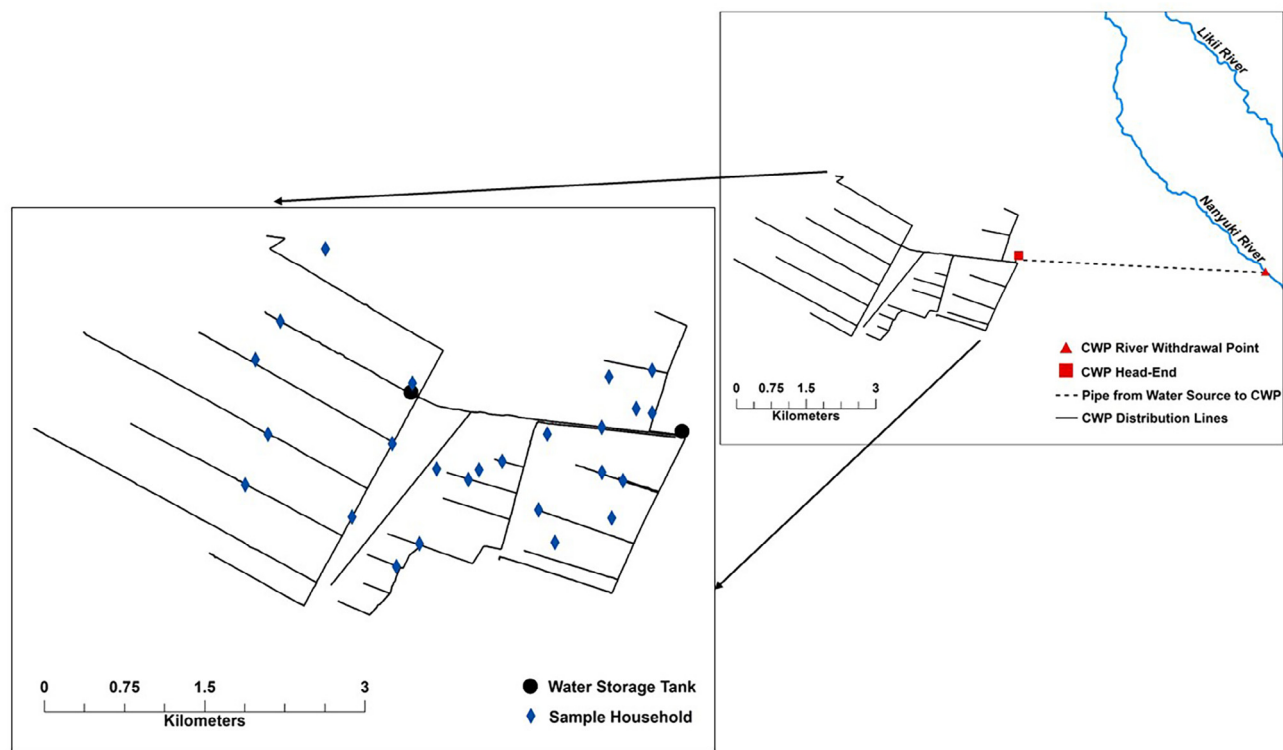 Likii River
Nanyuki River
CWP River Withdrawal Point
CWP Head-End
Pipe from Water Source to CWP
CWP Distribution Lines
0 0.75 1.5 3
Kilometers
0 0.75 1.5 3
Kilometers
Water Storage Tank
Sample Household